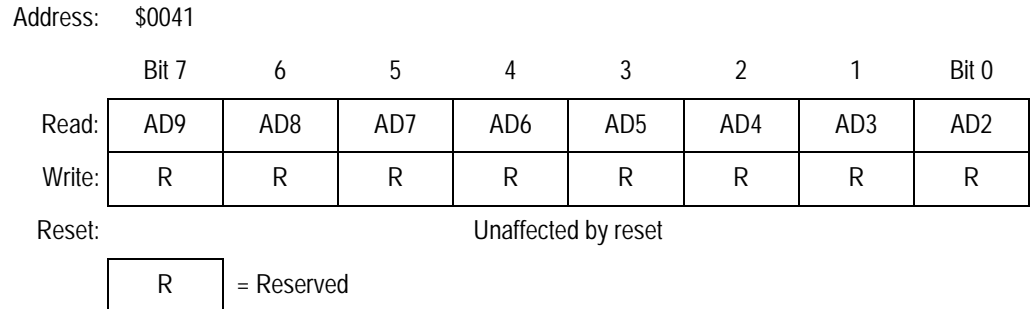 Address: $0041
Bit 7 6 5 4 3 2 1 Bit 0
Read: AD9 AD8 AD7 AD6 AD5 AD4 AD3 AD2
Write: R R R R R R R R
Reset: Unaffected by reset
R = Reserved